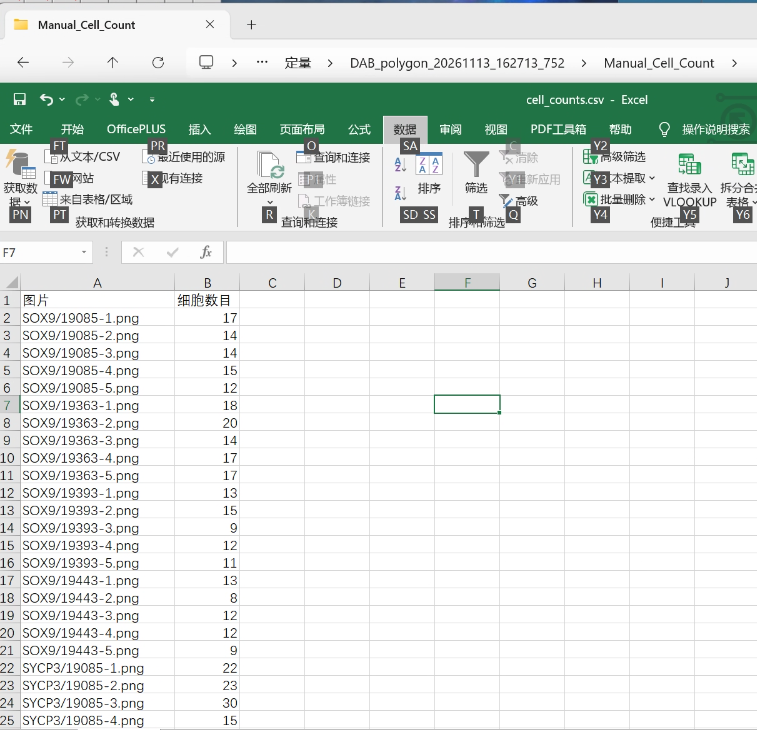 Manual_Cell_Count
定量 DAB_polygon_20261113_162713_752 Manual_Cell_Count
cell_counts.csv - Excel
文件 开始 OfficePLUS 插入 绘图 页面布局 公式 数据 审阅 视图 PDF工具箱 帮助 操作说明搜索
FT PR O SA C Y2
从文本/CSV 最近使用的源 查询和连接 消除 高级筛选
FW 网站 X 现有连接 P 性 Y 应用 Y3 本提取
获取数据 全部刷新 排序 筛选 查找录入 VLOOKUP 拆分合 表格
来自表格/区域 工作簿链接 高级 批量删除
PN PT R K SD SS T Q Y4 Y5 Y6
获取和转换数据 查询和连接 排序和筛选 便捷工具
F7 fx
A B C D E F G H I J
1 图片 细胞数目
2 SOX9/19085-1.png 17
3 SOX9/19085-2.png 14
4 SOX9/19085-3.png 14
5 SOX9/19085-4.png 15
6 SOX9/19085-5.png 12
7 SOX9/19363-1.png 18
8 SOX9/19363-2.png 20
9 SOX9/19363-3.png 14
10 SOX9/19363-4.png 17
11 SOX9/19363-5.png 17
12 SOX9/19393-1.png 13
13 SOX9/19393-2.png 15
14 SOX9/19393-3.png 9
15 SOX9/19393-4.png 12
16 SOX9/19393-5.png 11
17 SOX9/19443-1.png 13
18 SOX9/19443-2.png 8
19 SOX9/19443-3.png 12
20 SOX9/19443-4.png 12
21 SOX9/19443-5.png 9
22 SYCP3/19085-1.png 22
23 SYCP3/19085-2.png 23
24 SYCP3/19085-3.png 30
25 SYCP3/19085-4.png 15